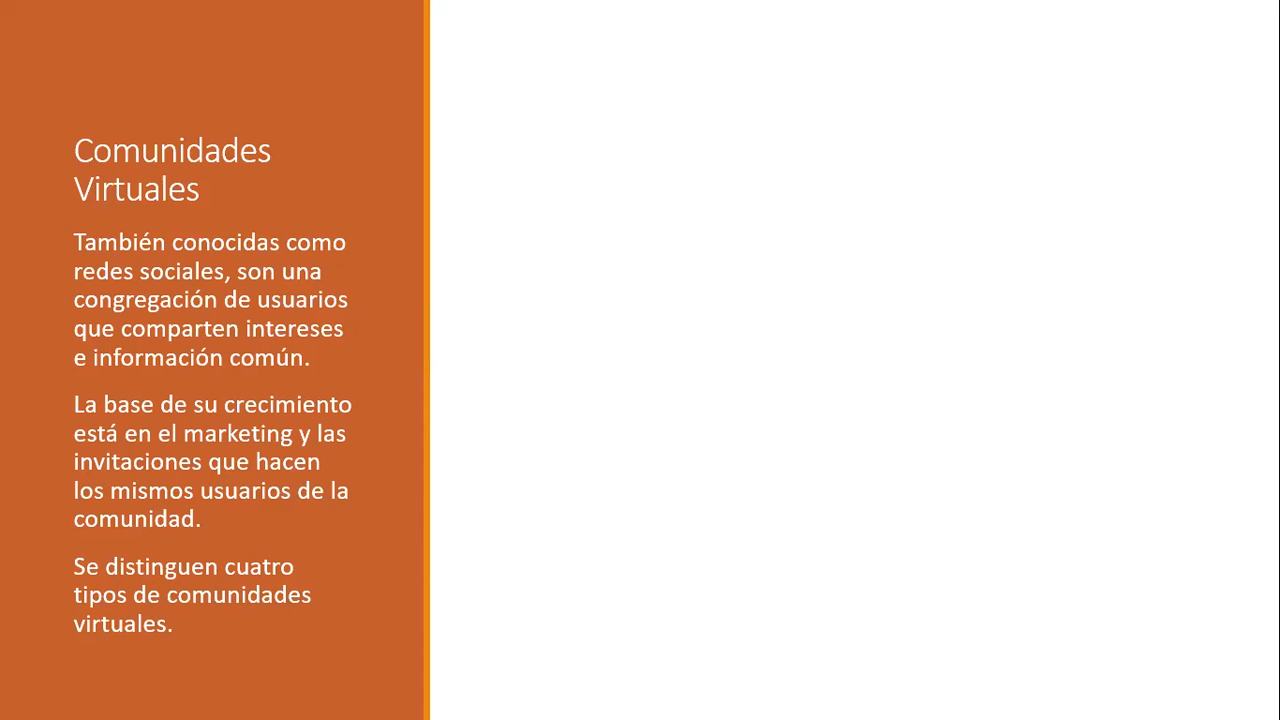 Comunidades
Virtuales
También conocidas como
redes sociales, son una
congregación de usuarios
que comparten intereses
e información común.
La base de su crecimiento
está en el marketing y las
invitaciones que hacen
los mismos usuarios de la
comunidad.
Se distinguen cuatro
tipos de comunidades
virtuales.